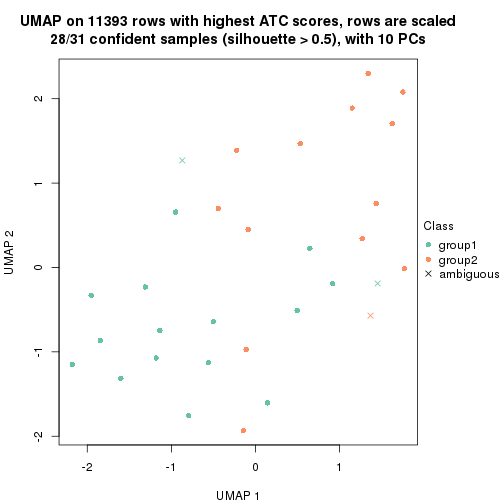 UMAP on 11393 rows with highest ATC scores, rows are scaled
28/31 confident samples (silhouette > 0.5), with 10 PCs
UMAP 2
2
1
0
-1
-2
-2
-1
0
1
UMAP 1
Class
group1
group2
ambiguous